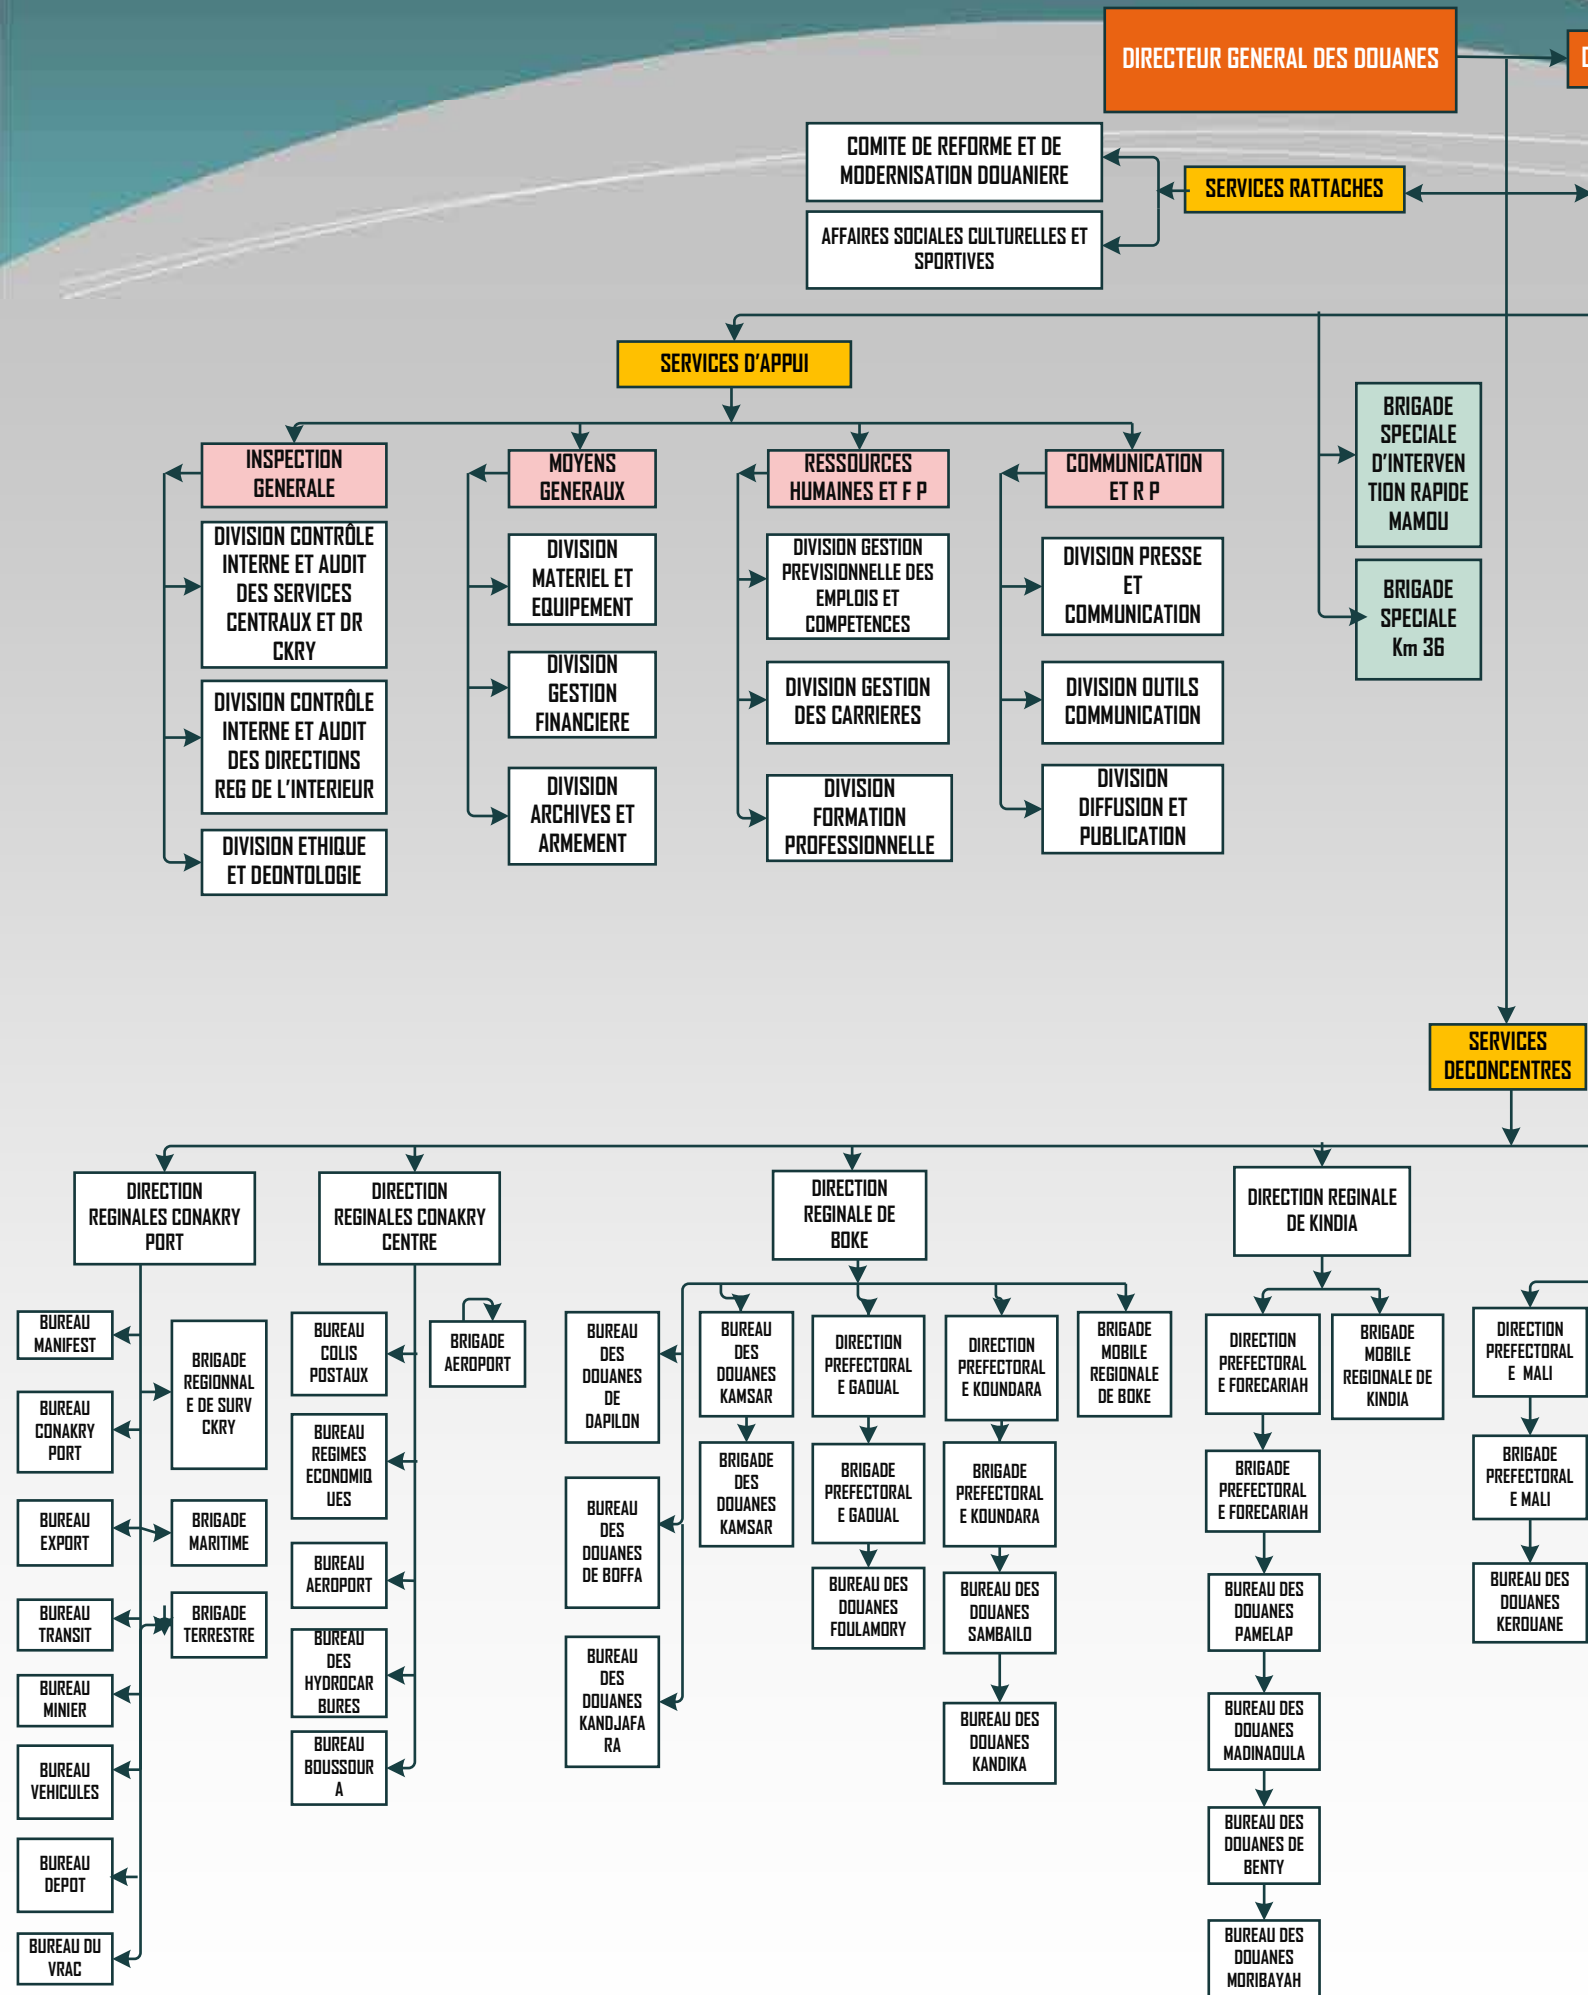 DIRECTEUR GENERAL DES DOUANES
COMITE DE REFORME ET DE
MODERNISATION DOUANIERE
SERVICES RATTACHES
AFFAIRES SOCIALES CULTURELLES ET
SPORTIVES
SERVICES D'APPUI
INSPECTION
GENERALE
MOYENS
GENERAUX
RESSOURCES
HUMAINES ET F P
COMMUNICATION
ET R P
BRIGADE
SPECIALE
D'INTERVEN
TION RAPIDE
MAMOU
BRIGADE
SPECIALE
Km 36
DIVISION CONTRÔLE
INTERNE ET AUDIT
DES SERVICES
CENTRAUX ET DR
CKRY
DIVISION CONTRÔLE
INTERNE ET AUDIT
DES DIRECTIONS
REG DE L'INTERIEUR
DIVISION ETHIQUE
ET DEONTOLOGIE
DIVISION
MATERIEL ET
EQUIPEMENT
DIVISION
GESTION
FINANCIERE
DIVISION
ARCHIVES ET
ARMEMENT
DIVISION GESTION
PREVISIONNELLE DES
EMPLOIS ET
COMPETENCES
DIVISION GESTION
DES CARRIERES
DIVISION
FORMATION
PROFESSIONNELLE
DIVISION PRESSE
ET
COMMUNICATION
DIVISION OUTILS
COMMUNICATION
DIVISION
DIFFUSION ET
PUBLICATION
SERVICES
DECONCENTRES
DIRECTION
REGINALES CONAKRY
PORT
DIRECTION
REGINALES CONAKRY
CENTRE
DIRECTION
REGINALE DE
BOKE
DIRECTION REGINALE
DE KINDIA
BUREAU
MANIFEST
BUREAU
CONAKRY
PORT
BUREAU
EXPORT
BUREAU
TRANSIT
BUREAU
MINIER
BUREAU
VEHICULES
BUREAU
DEPOT
BUREAU DU
VRAC
BRIGADE
REGIONNAL
E DE SURV
CKRY
BRIGADE
MARITIME
BRIGADE
TERRESTRE
BUREAU
COLIS
POSTAUX
BUREAU
REGIMES
ECONOMIQ
UES
BUREAU
AEROPORT
BUREAU
DES
HYDROCAR
BURES
BUREAU
BOUSSOUR
A
BRIGADE
AEROPORT
BUREAU
DES
DOUANES
DE
DAPILON
BUREAU
DES
DOUANES
DE BOFFA
BUREAU
DES
DOUANES
KANDJAFA
RA
BUREAU
DES
DOUANES
KAMSAR
BRIGADE
DES
DOUANES
KAMSAR
DIRECTION
PREFECTORAL
E GAOUAL
BRIGADE
PREFECTORAL
E GAOUAL
BUREAU DES
DOUANES
FOULAMORY
DIRECTION
PREFECTORAL
E KOUNDARA
BRIGADE
PREFECTORAL
E KOUNDARA
BUREAU DES
DOUANES
SAMBAILO
BUREAU DES
DOUANES
KANDIKA
BRIGADE
MOBILE
REGIONALE
DE BOKE
DIRECTION
PREFECTORAL
E FORECARIAH
BRIGADE
PREFECTORAL
E FORECARIAH
BUREAU DES
DOUANES
PAMELAP
BUREAU DES
DOUANES
MADINAOULA
BUREAU DES
DOUANES DE
BENTY
BUREAU DES
DOUANES
MORIBAYAH
BRIGADE
MOBILE
REGIONALE DE
KINDIA
DIRECTION
PREFECTORAL
E MALI
BRIGADE
PREFECTORAL
E MALI
BUREAU DES
DOUANES
KEROUANE